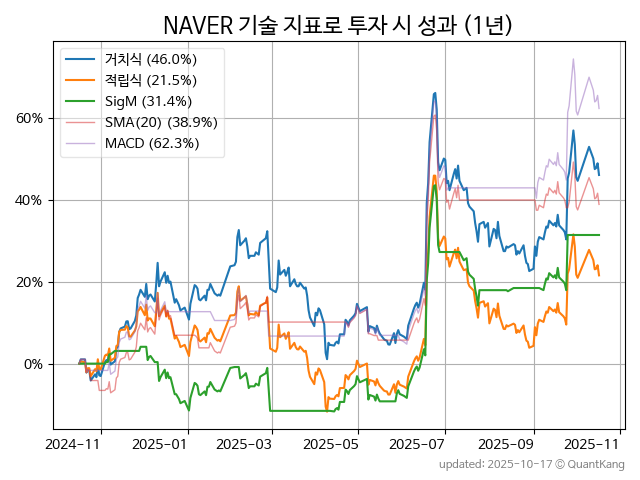 NAVER 기술 지표로 투자 시 성과 (1년)
거치식 (46.0%)
적립식 (21.5%)
SigM (31.4%)
SMA(20) (38.9%)
MACD (62.3%)
60%
40%
20%
0%
2024-11 2025-01 2025-03 2025-05 2025-07 2025-09 2025-11
updated: 2025-10-17 © QuantKang